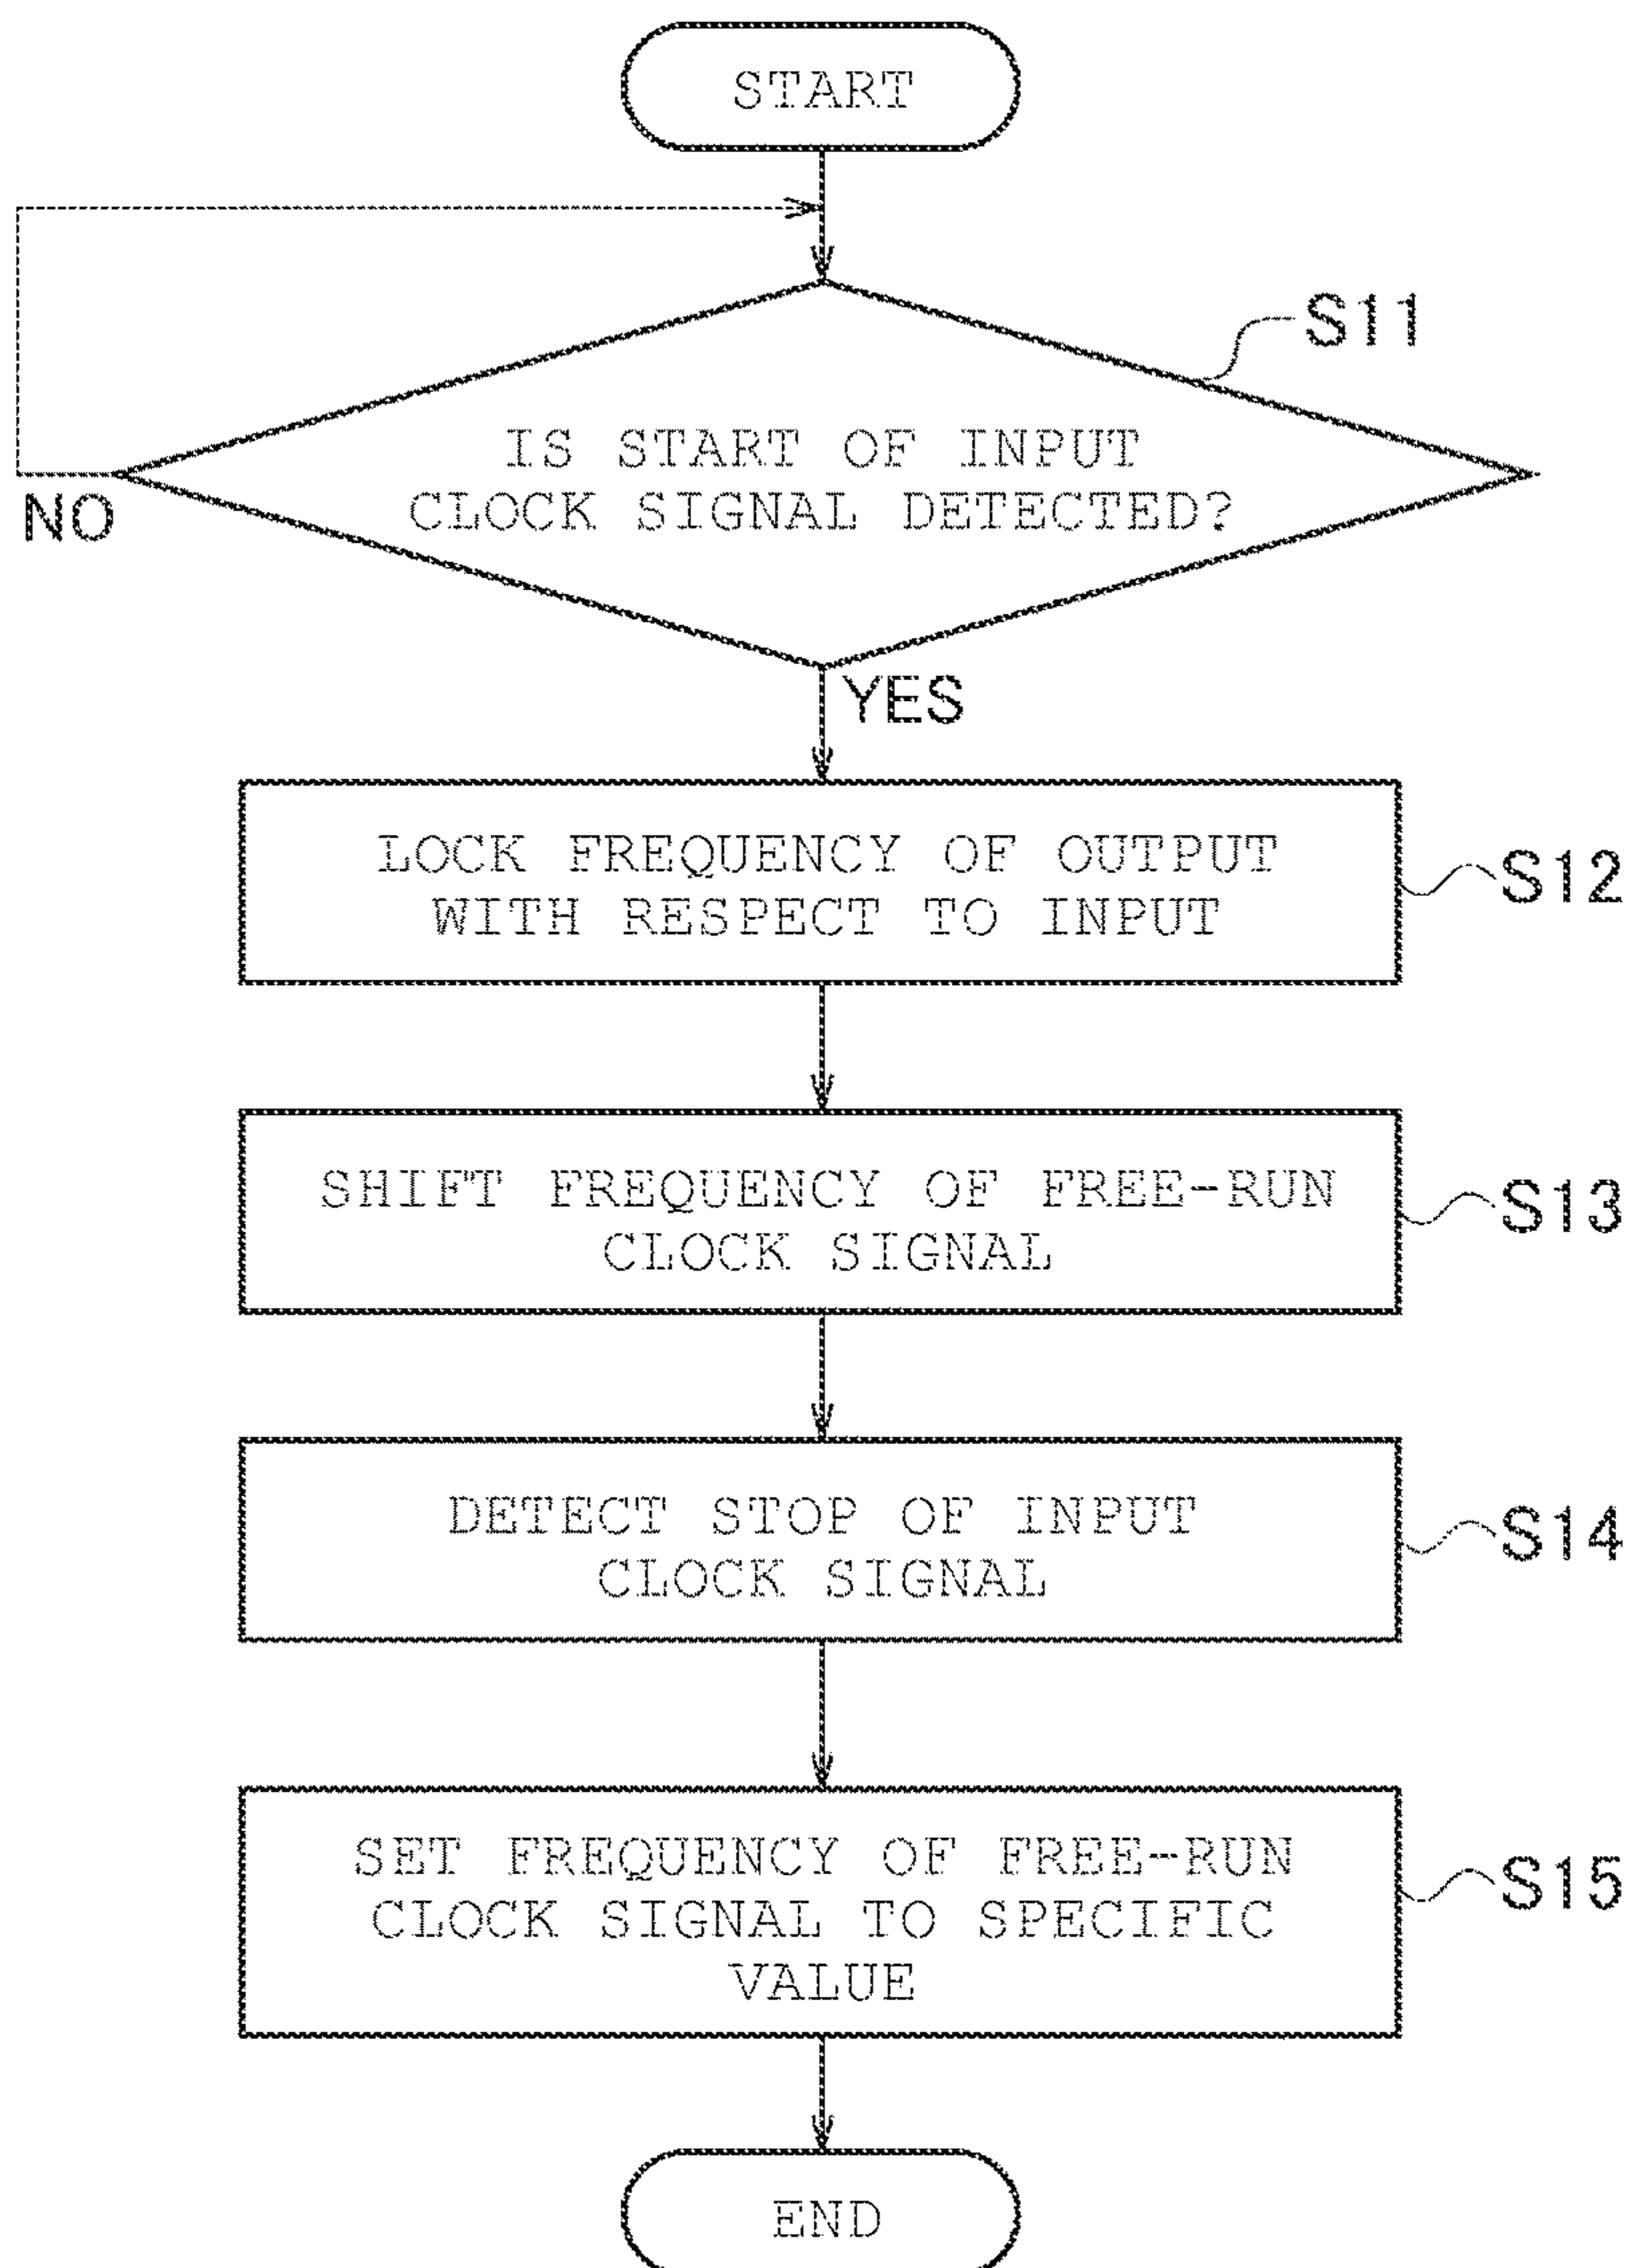 START
S11
IS START OF INPUT
CLOCK SIGNAL DETECTED?
NO
YES
LOCK FREQUENCY OF OUTPUT
WITH RESPECT TO INPUT
S12
SHIFT FREQUENCY OF FREE-RUN
CLOCK SIGNAL
S13
DETECT STOP OF INPUT
CLOCK SIGNAL
S14
SET FREQUENCY OF FREE-RUN
CLOCK SIGNAL TO SPECIFIC
VALUE
S15
END